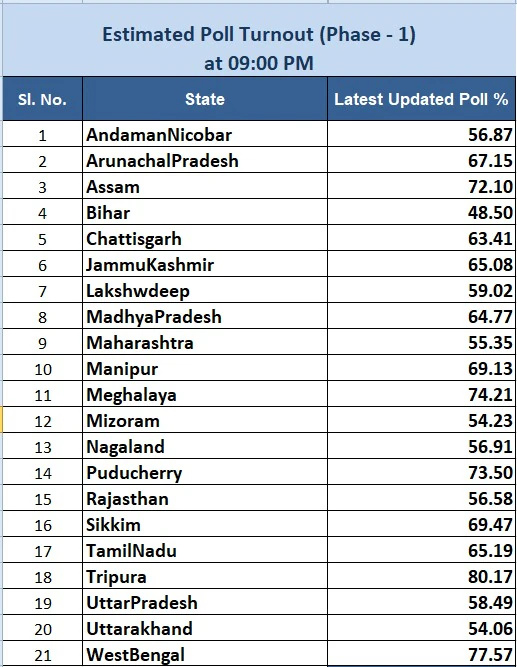 Estimated Poll Turnout (Phase - 1)
at 09:00 PM
Sl. No. State Latest Updated Poll %
1 AndamanNicobar 56.87
2 ArunachalPradesh 67.15
3 Assam 72.10
4 Bihar 48.50
5 Chattisgarh 63.41
6 JammuKashmir 65.08
7 Lakshwdeep 59.02
8 MadhyaPradesh 64.77
9 Maharashtra 55.35
10 Manipur 69.13
11 Meghalaya 74.21
12 Mizoram 54.23
13 Nagaland 56.91
14 Puducherry 73.50
15 Rajasthan 56.58
16 Sikkim 69.47
17 TamilNadu 65.19
18 Tripura 80.17
19 UttarPradesh 58.49
20 Uttarakhand 54.06
21 WestBengal 77.57